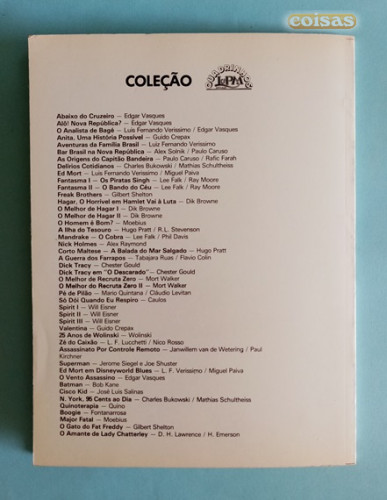 coisas
COLEÇÃO
QUADRINHOS
L&PM
Abaixo do Cruzeiro — Edgar Vasques
Alô! Nova República? — Edgar Vasques
O Analista de Bagé — Luis Fernando Verissimo / Edgar Vasques
Anita, Uma História Possível — Guido Crepax
Aventuras da Família Brasil — Luiz Fernando Verissimo
Bar Brasil na Nova República — Alex Solnik / Paulo Caruso
As Origens do Capitão Bandeira — Paulo Caruso / Rafic Farah
Delírios Cotidianos — Charles Bukowski / Mathias Schultheiss
Ed Mort — Luis Fernando Verissimo / Miguel Paiva
Fantasma I — Os Piratas Singh — Lee Falk / Ray Moore
Fantasma II — O Bando do Céu — Lee Falk / Ray Moore
Freak Brothers — Gilbert Shelton
Hagar, O Horrível em Hamlet Vai à Luta — Dik Browne
O Melhor de Hagar I — Dik Browne
O Melhor de Hagar II — Dik Browne
O Homem é Bom? — Moebius
A Ilha do Tesouro — Hugo Pratt / R.L. Stevenson
Mandrake — O Cobra — Lee Falk / Phil Davis
Nick Holmes — Alex Raymond
Corto Maltese — A Balada do Mar Salgado — Hugo Pratt
A Guerra dos Farrapos — Tabajara Ruas / Flavio Colin
Dick Tracy — Chester Gould
Dick Tracy em "O Descarado" — Chester Gould
O Melhor de Recruta Zero — Mort Walker
O Melhor do Recruta Zero II — Mort Walker
Pé de Pilão — Mario Quintana / Cláudio Levitan
Só Dói Quando Eu Respiro — Caulos
Spirit I — Will Eisner
Spirit II — Will Eisner
Spirit III — Will Eisner
Valentina — Guido Crepax
25 Anos de Wolinski — Wolinski
Zé do Caixão — L. F. Lucchetti / Nico Rosso
Assassinato Por Controle Remoto — Janwillem van de Wetering / Paul
Kirchner
Superman — Jerome Siegel e Joe Shuster
Ed Mort em Disneyworld Blues — L. F. Verissimo / Miguel Paiva
O Vento Assassino — Edgar Vasques
Batman — Bob Kane
Cisco Kid — José Luis Salinas
N. York, 95 Cents ao Dia — Charles Bukowski / Mathias Schultheiss
Quinoterapia — Quino
Boogie — Fontanarrosa
Major Fatal — Moebius
O Gato do Fat Freddy — Gilbert Shelton
O Amante de Lady Chatterley — D. H. Lawrence / H. Emerson